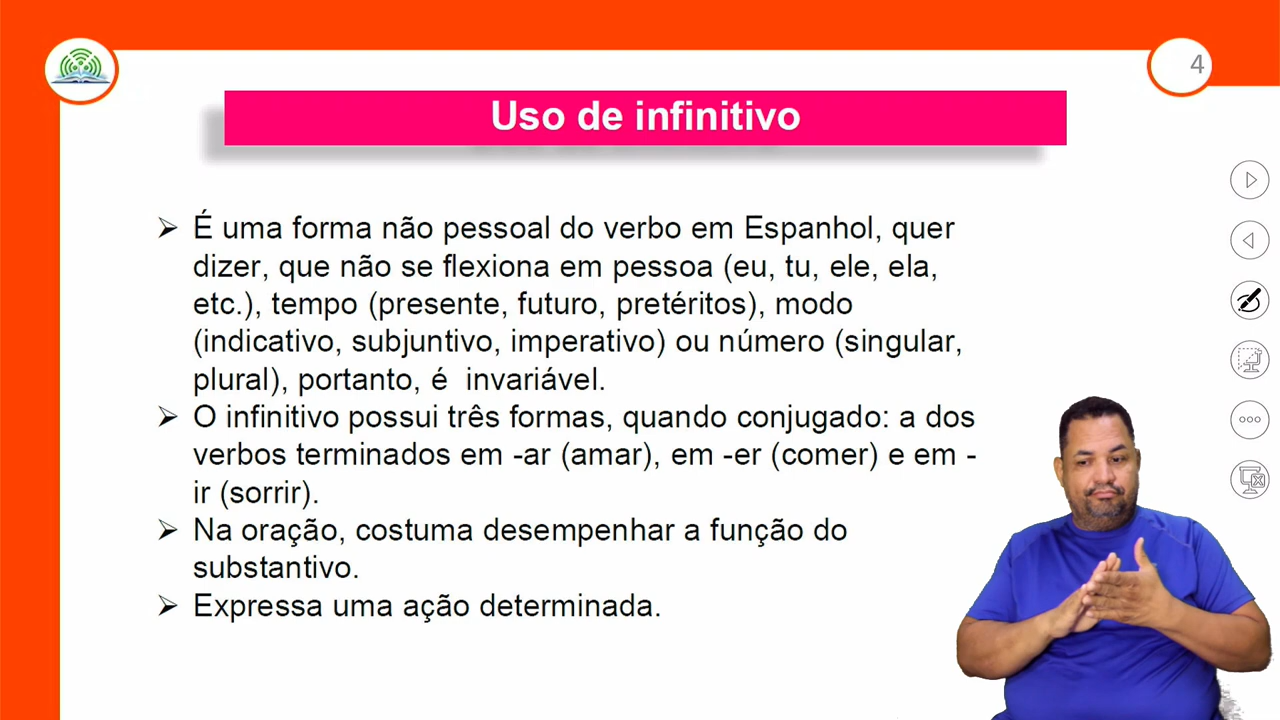 4
Uso de infinitivo
➢ É uma forma não pessoal do verbo em Espanhol, quer
dizer, que não se flexiona em pessoa (eu, tu, ele, ela,
etc.), tempo (presente, futuro, pretéritos), modo
(indicativo, subjuntivo, imperativo) ou número (singular,
plural), portanto, é  invariável.
➢ O infinitivo possui três formas, quando conjugado: a dos
verbos terminados em -ar (amar), em -er (comer) e em -
ir (sorrir).
➢ Na oração, costuma desempenhar a função do
substantivo.
➢ Expressa uma ação determinada.